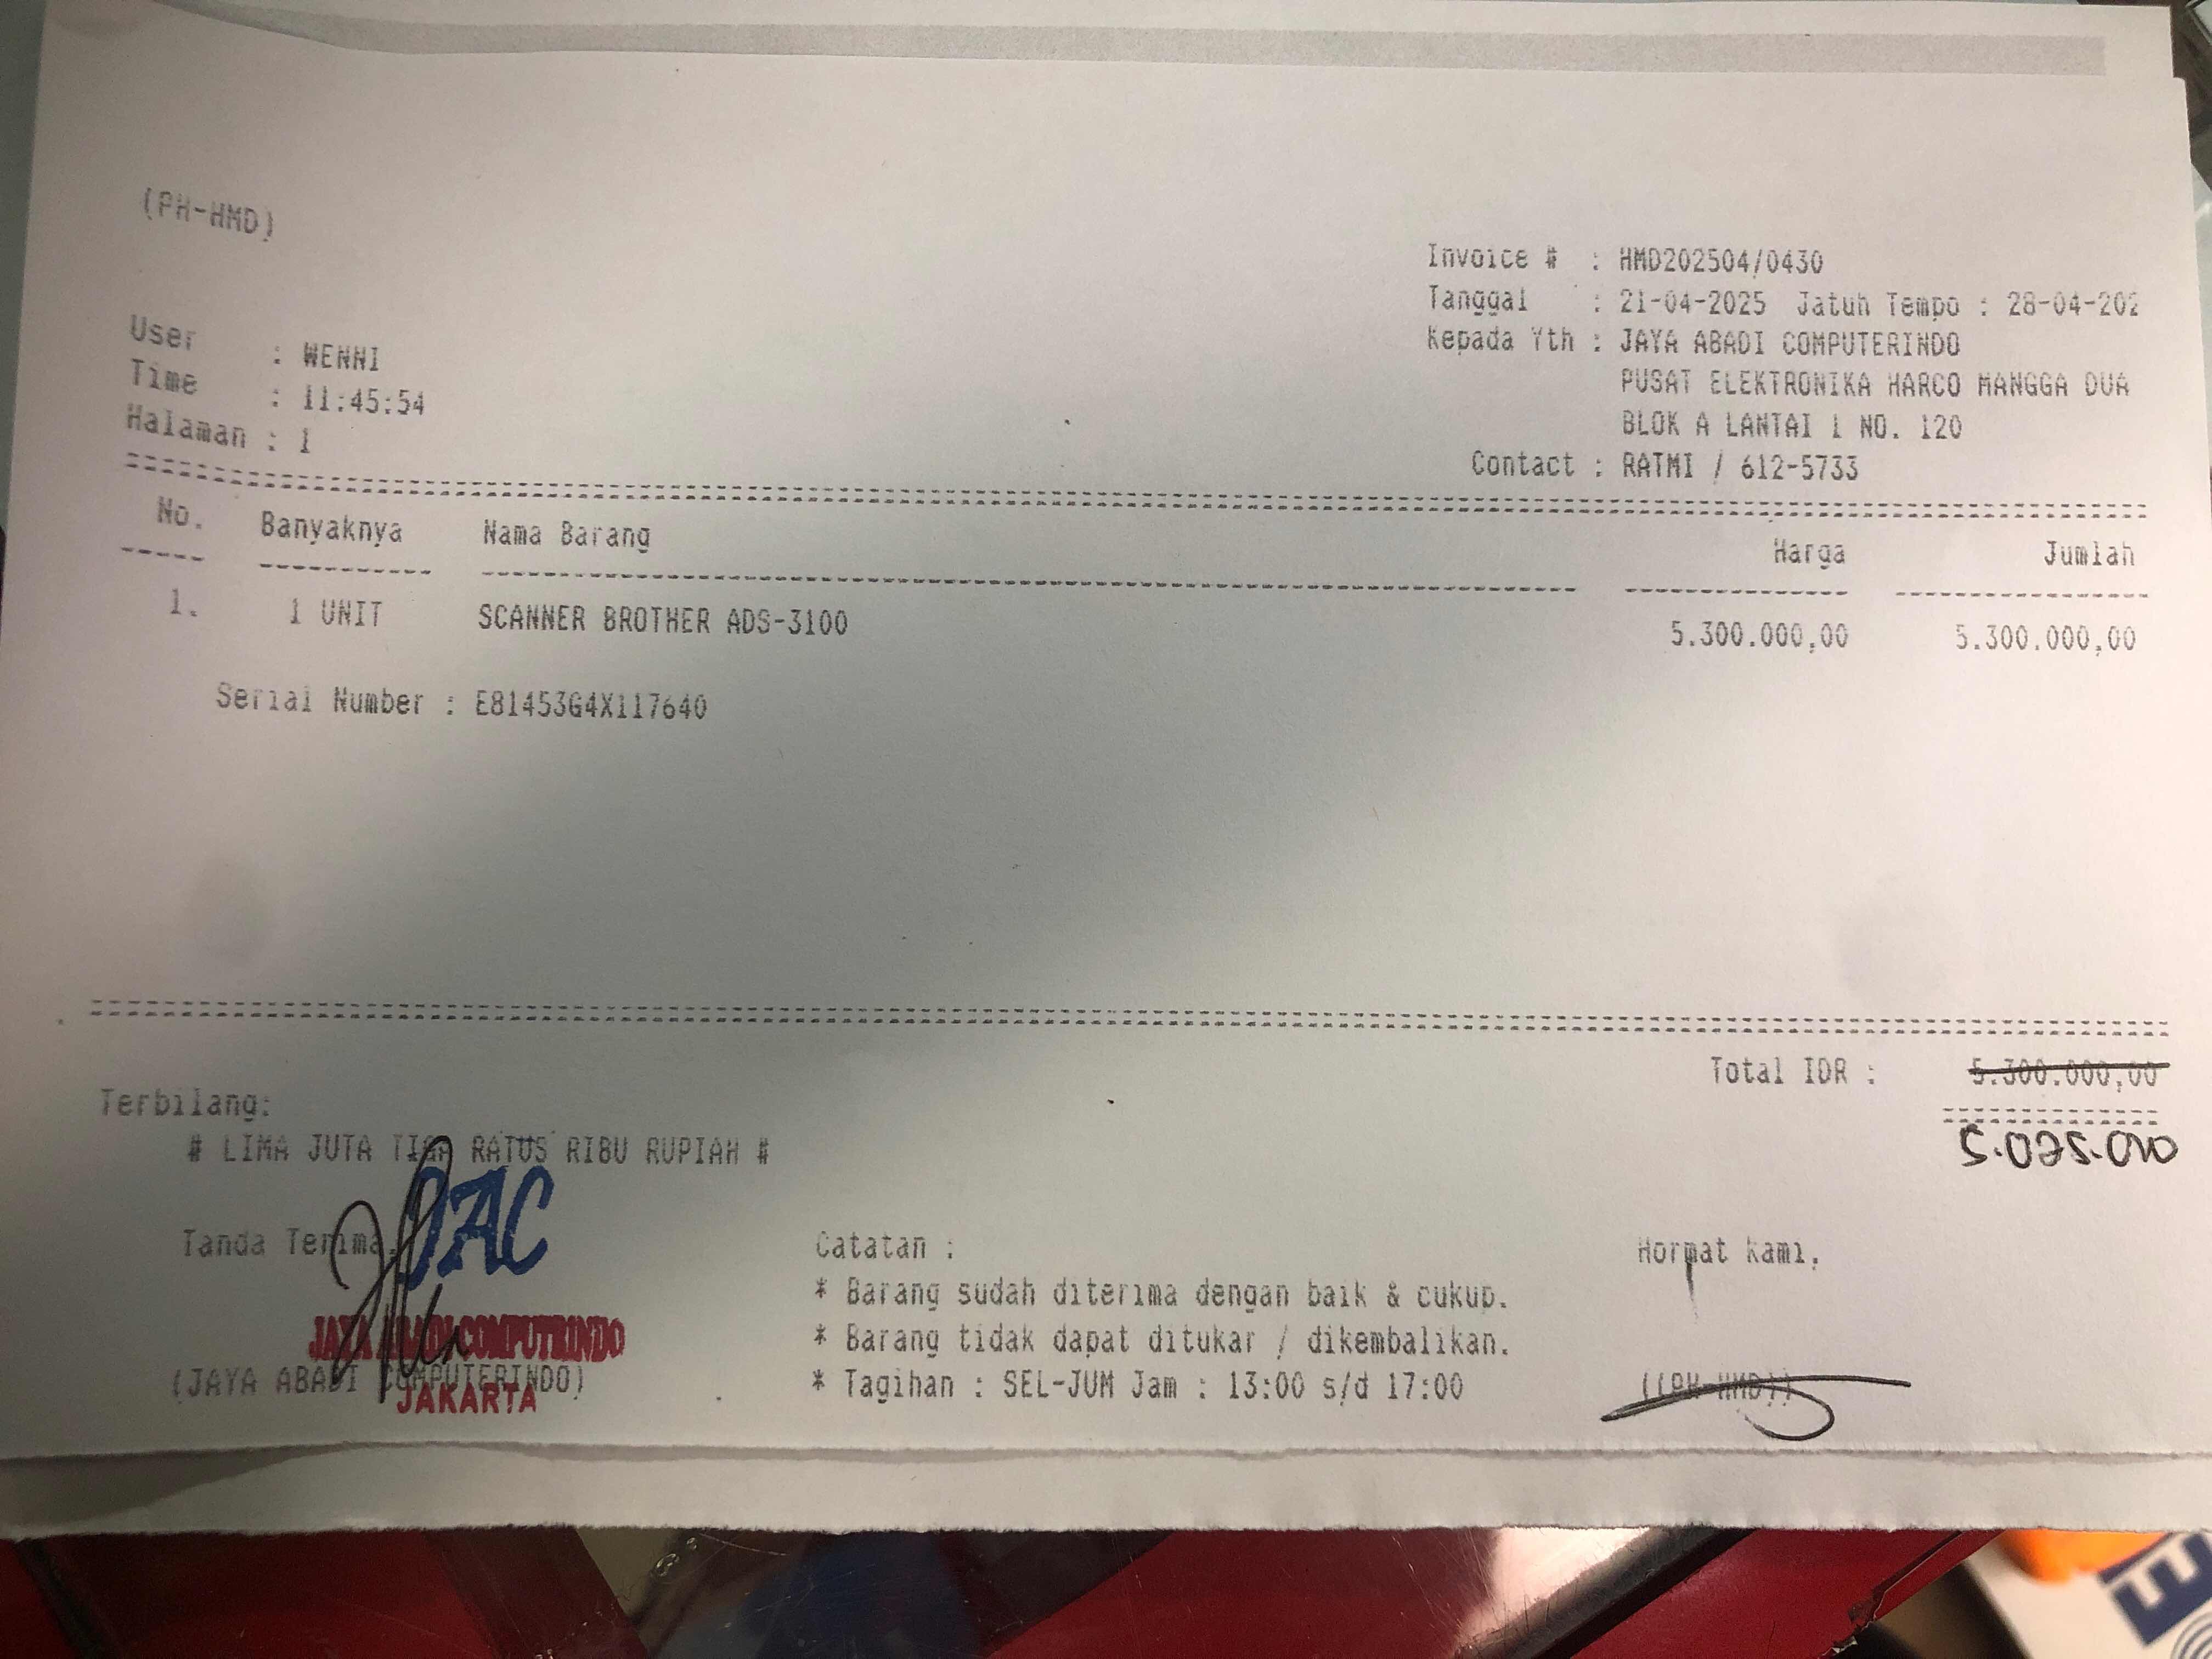 (PH-HMD)
Invoice # : HMD202504/0430
Tanggal : 21-04-2025 Jatuh Tempo : 28-04-202
Kepada Yth : JAYA ABADI COMPUTERINDO
PUSAT ELEKTRONIKA HARCO MANGGA DUA
BLOK A LANTAI 1 NO. 120
Contact : RATMI / 612-5733
User : WENNI
Time : 11:45:54
Halaman : 1
No. Banyaknya Nama Barang Harga Jumlah
1. 1 UNIT SCANNER BROTHER ADS-3100 5.300.000,00 5.300.000,00
Serial Number : E81453G4X117640
Total IDR : 5.300.000,00
5.025.000
Terbilang:
# LIMA JUTA TIGA RATUS RIBU RUPIAH #
Tanda Terima,
JAC
JAYA ABADI COMPUTRINDO
JAKARTA
(JAYA ABADI COMPUTERINDO)
Catatan :
* Barang sudah diterima dengan baik & cukup.
* Barang tidak dapat ditukar / dikembalikan.
* Tagihan : SEL-JUM Jam : 13:00 s/d 17:00
Hormat kami,
((PH-HMD))